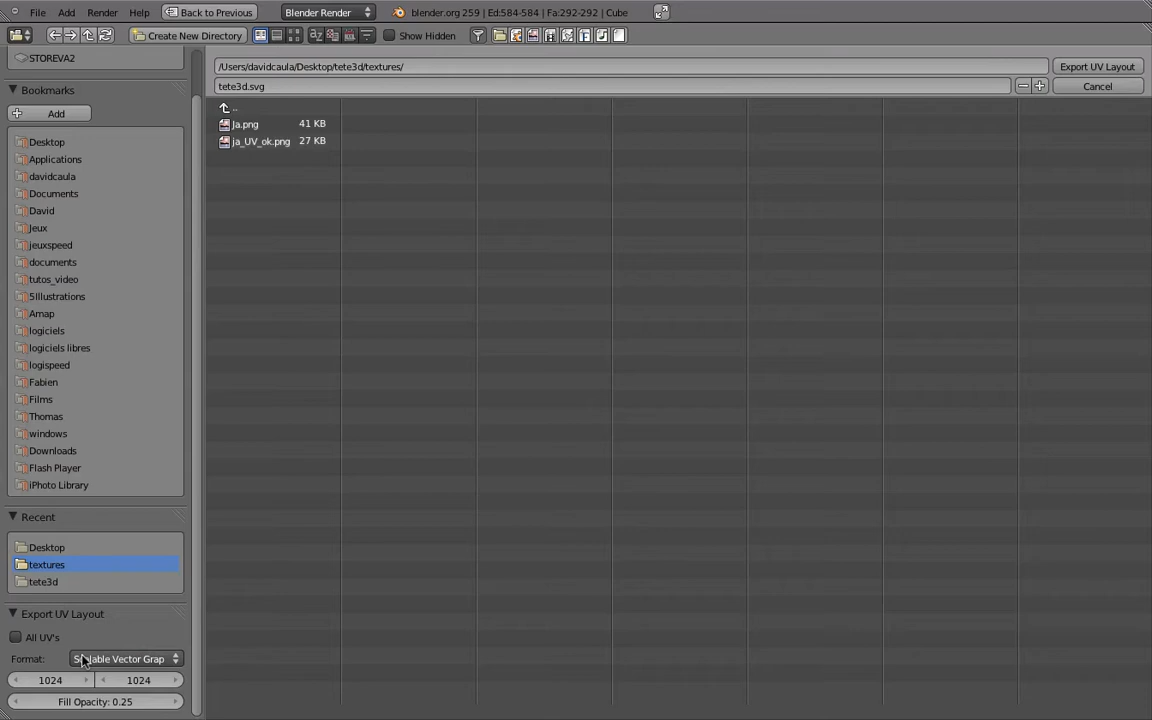 File Add Render Help Back to Previous Blender Render blender.org 259 | Ed:584-584 | Fa:292-292 | Cube
Create New Directory Show Hidden
STOREVA2
/Users/davidcaula/Desktop/tete3d/textures/ Export UV Layout
tete3d.svg Cancel
Bookmarks
Add
..
Ja.png 41 KB
ja_UV_ok.png 27 KB
Desktop
Applications
davidcaula
Documents
David
Jeux
jeuxspeed
documents
tutos_video
5Illustrations
Amap
logiciels
logiciels libres
logispeed
Fabien
Films
Thomas
windows
Downloads
Flash Player
iPhoto Library
Recent
Desktop
textures
tete3d
Export UV Layout
All UV's
Format: Scalable Vector Grap
1024 1024
Fill Opacity: 0.25